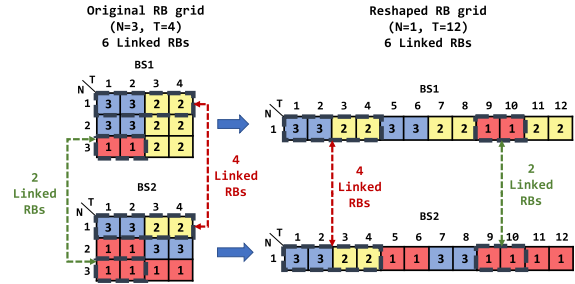 Original RB grid
(N=3, T=4)
6 Linked RBs
BS1
T
N
1 2 3 4
1 3 3 2 2
2 3 3 2 2
3 1 1 2 2
2
Linked
RBs
4
Linked
RBs
BS2
T
N
1 2 3 4
1 3 3 2 2
2 1 1 3 3
3 1 1 1 1
Reshaped RB grid
(N=1, T=12)
6 Linked RBs
BS1
T
N
1 2 3 4 5 6 7 8 9 10 11 12
1 3 3 2 2 3 3 2 2 1 1 2 2
4
Linked
RBs
2
Linked
RBs
BS2
T
N
1 2 3 4 5 6 7 8 9 10 11 12
1 3 3 2 2 1 1 3 3 1 1 1 1